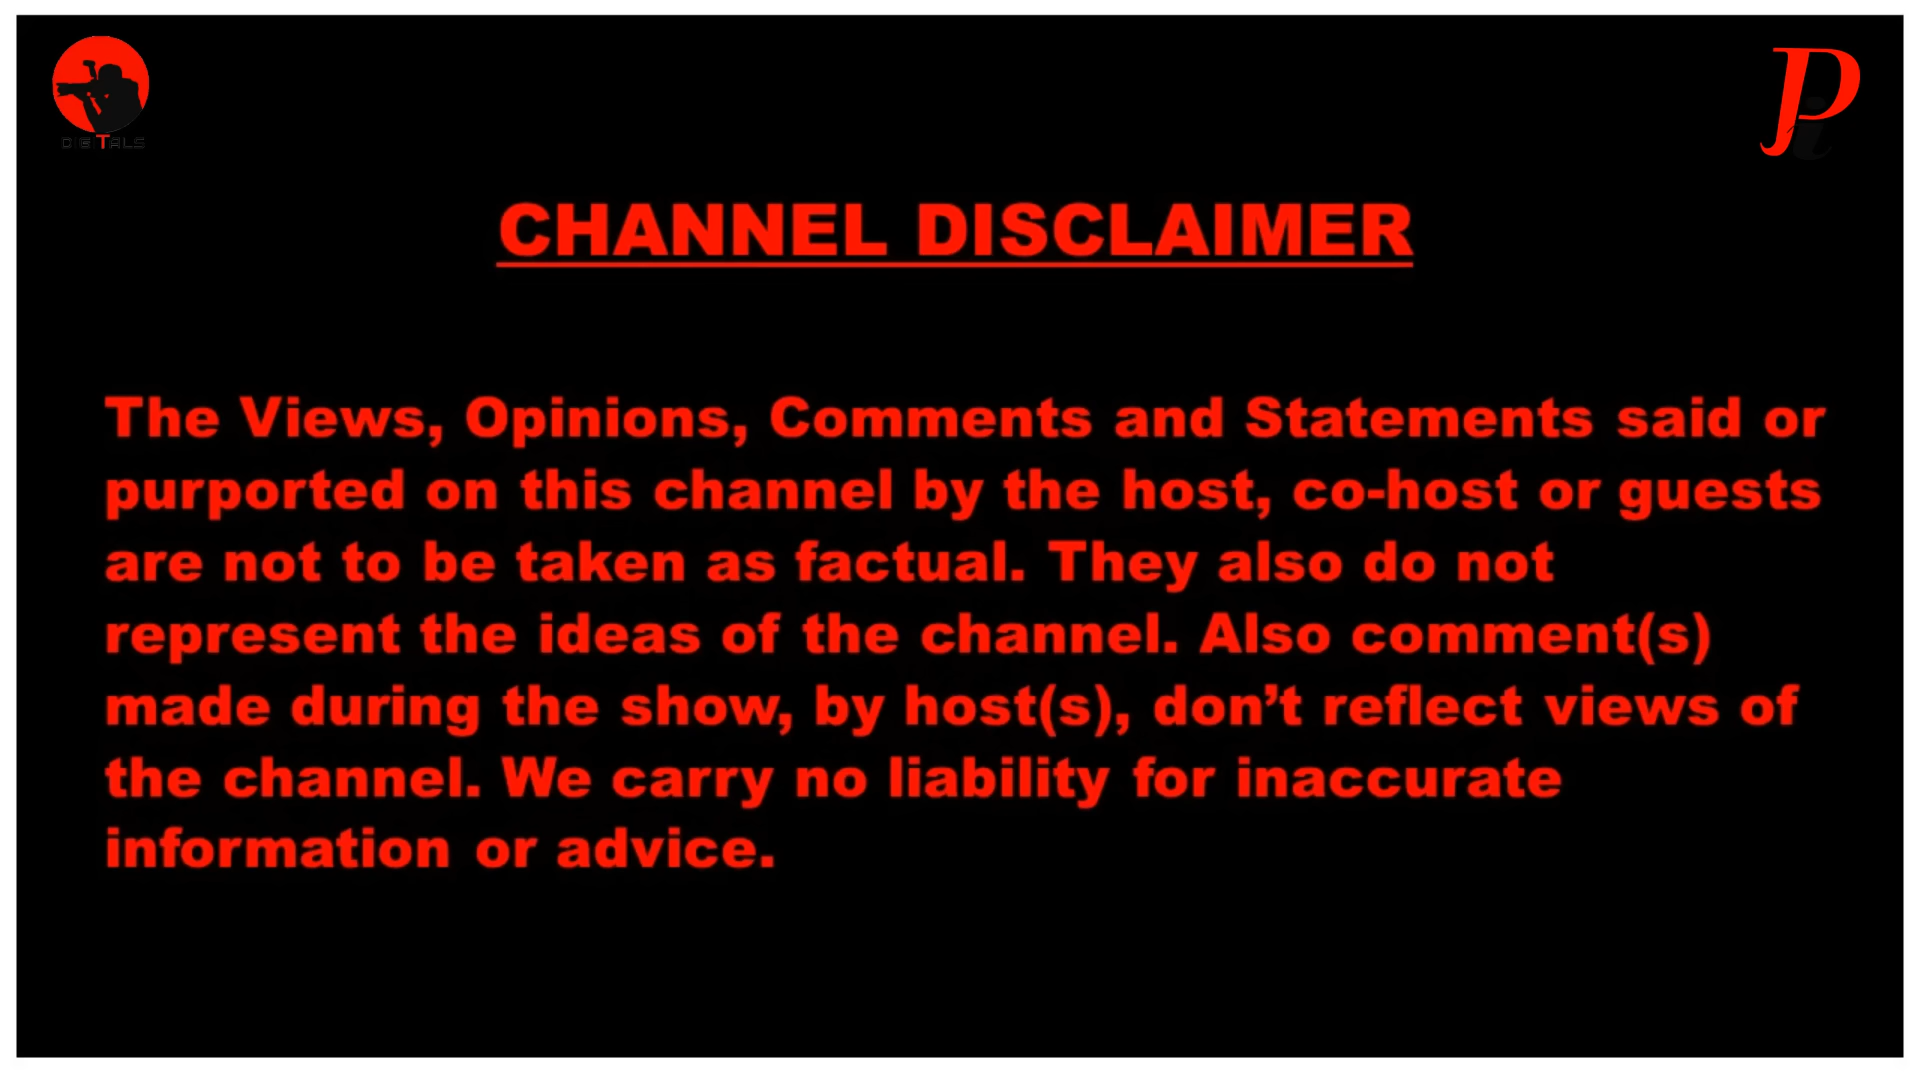 DIGITALS
CHANNEL DISCLAIMER
The Views, Opinions, Comments and Statements said or
purported on this channel by the host, co-host or guests
are not to be taken as factual. They also do not
represent the ideas of the channel. Also comment(s)
made during the show, by host(s), don’t reflect views of
the channel. We carry no liability for inaccurate
information or advice.